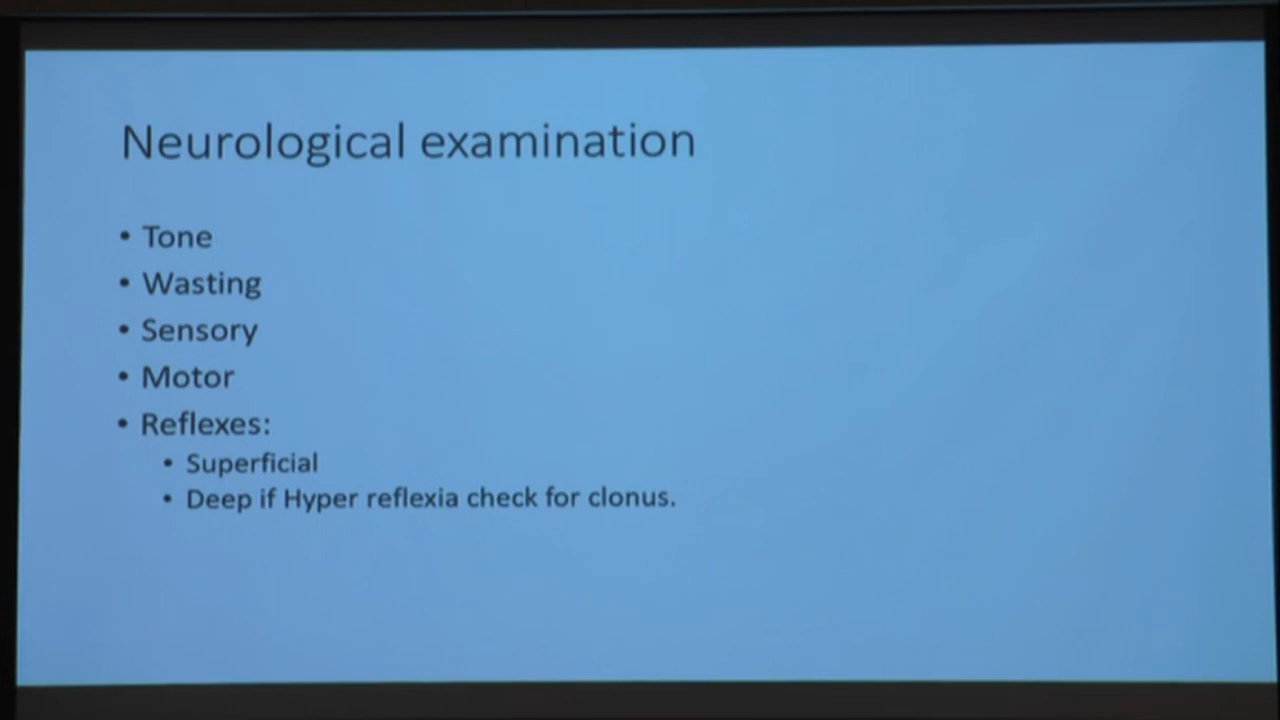 Neurological examination
• Tone
• Wasting
• Sensory
• Motor
• Reflexes:
• Superficial
• Deep if Hyper reflexia check for clonus.